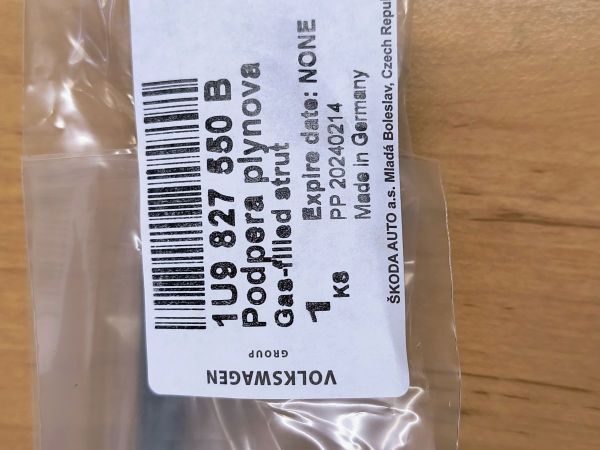 1U9 827 550 B
Podpera plynova
Gas-filled strut
Expire date: NONE
PP 20240214
1 KS
Made in Germany
ŠKODA AUTO a.s. Mladá Boleslav, Czech Repu
VOLKSWAGEN
GROUP